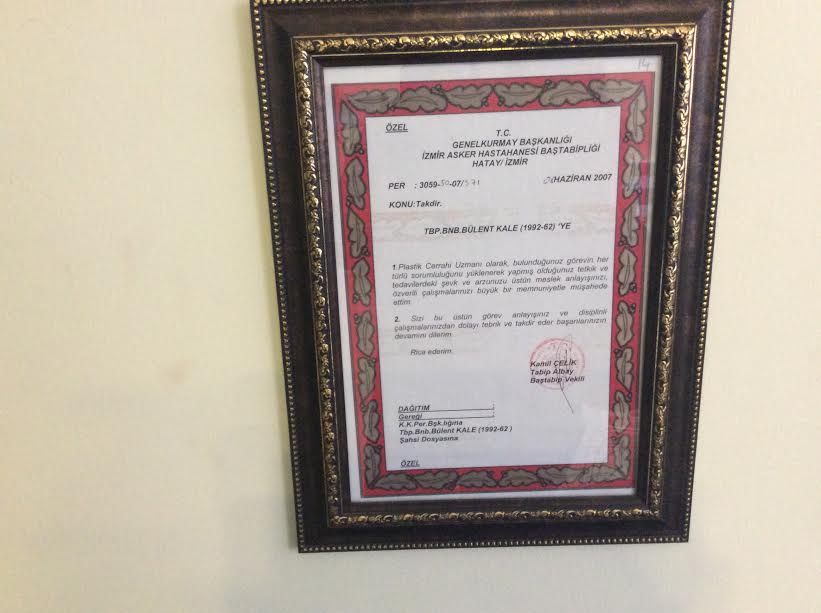 14
ÖZEL
T.C.
GENELKURMAY BAŞKANLIĞI
İZMİR ASKER HASTAHANESİ BAŞTABİPLİĞİ
HATAY/ İZMİR
PER : 3059-50-07/371 HAZİRAN 2007
KONU:Takdir.
TBP.BNB.BÜLENT KALE (1992-62) 'YE
1.Plastik Cerrahi Uzmanı olarak, bulunduğunuz görevin her
türlü sorumluluğunu yüklenerek yapmış olduğunuz tetkik ve
tedavilerdeki şevk ve arzunuzu üstün meslek anlayışınızı,
özverili çalışmalarınızı büyük bir memnuniyetle müşahede
ettim.
2. Sizi bu üstün görev anlayışınız ve disiplinli
çalışmalarınızdan dolayı tebrik ve takdir eder başarılarınızın
devamını dilerim.
Rica ederim.
Kamil ÇELİK
Tabip Albay
Baştabip Vekili
DAĞITIM :
Gereği :
K.K.Per.Bşk.lığına
Tbp.Bnb.Bülent KALE (1992-62 )
Şahsi Dosyasına
ÖZEL